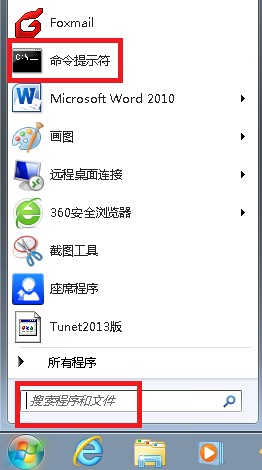 Foxmail
C:\_
命令提示符
Microsoft Word 2010
画图
远程桌面连接
360安全浏览器
截图工具
座席程序
Tunet2013版
所有程序
搜索程序和文件